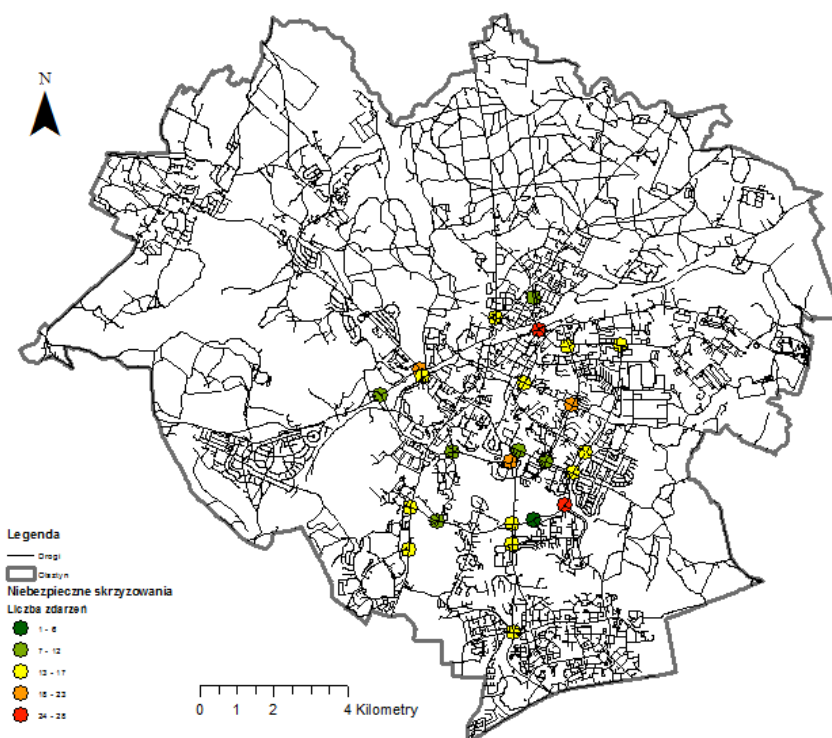 N
Legenda
Drogi
Olsztyn
Niebezpieczne skrzyżowania
Liczba zdarzeń
1 - 6
7 - 12
13 - 17
18 - 23
24 - 28
0 1 2 4 Kilometry